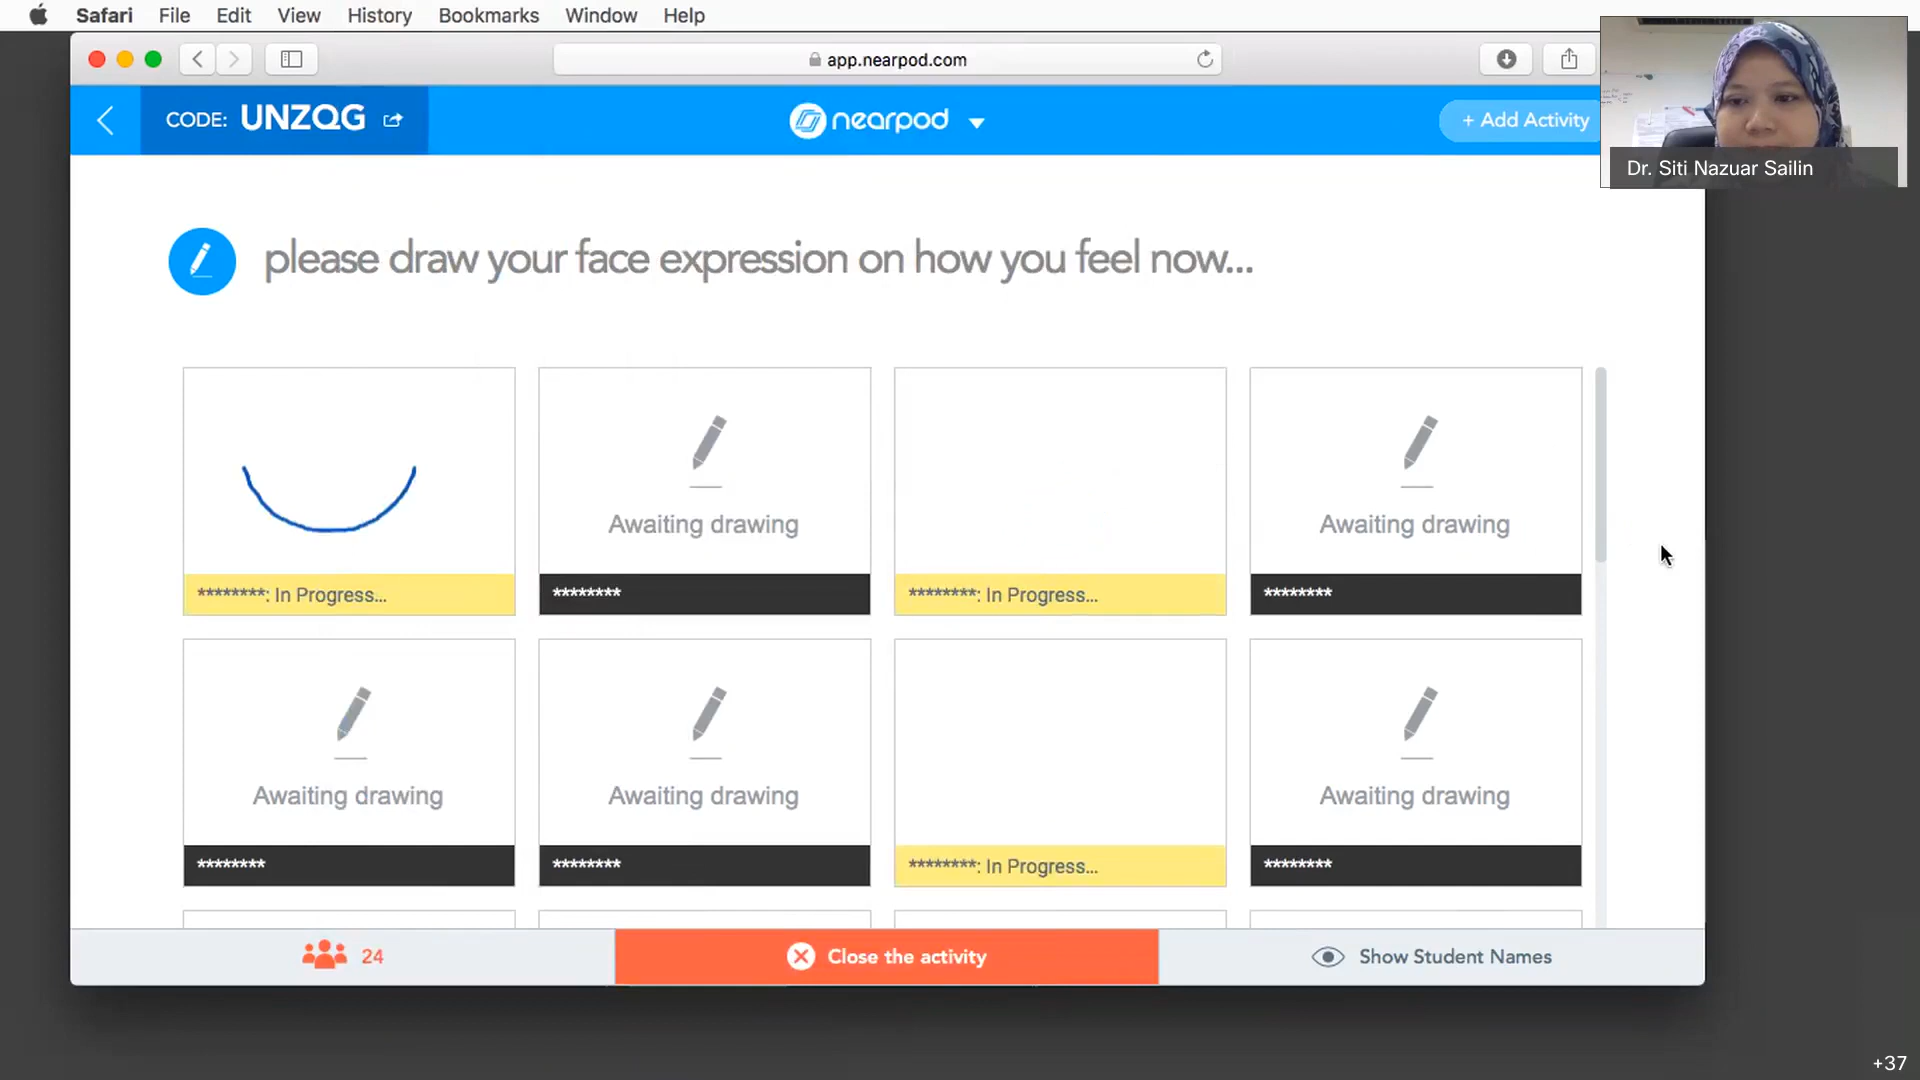 Safari File Edit View History Bookmarks Window Help
app.nearpod.com
CODE: UNZQG
nearpod
+ Add Activity
Dr. Siti Nazuar Sailin
please draw your face expression on how you feel now...
Awaiting drawing
Awaiting drawing
********: In Progress...
********
********: In Progress...
********
Awaiting drawing
Awaiting drawing
Awaiting drawing
********
********
********: In Progress...
********
24
Close the activity
Show Student Names
+37